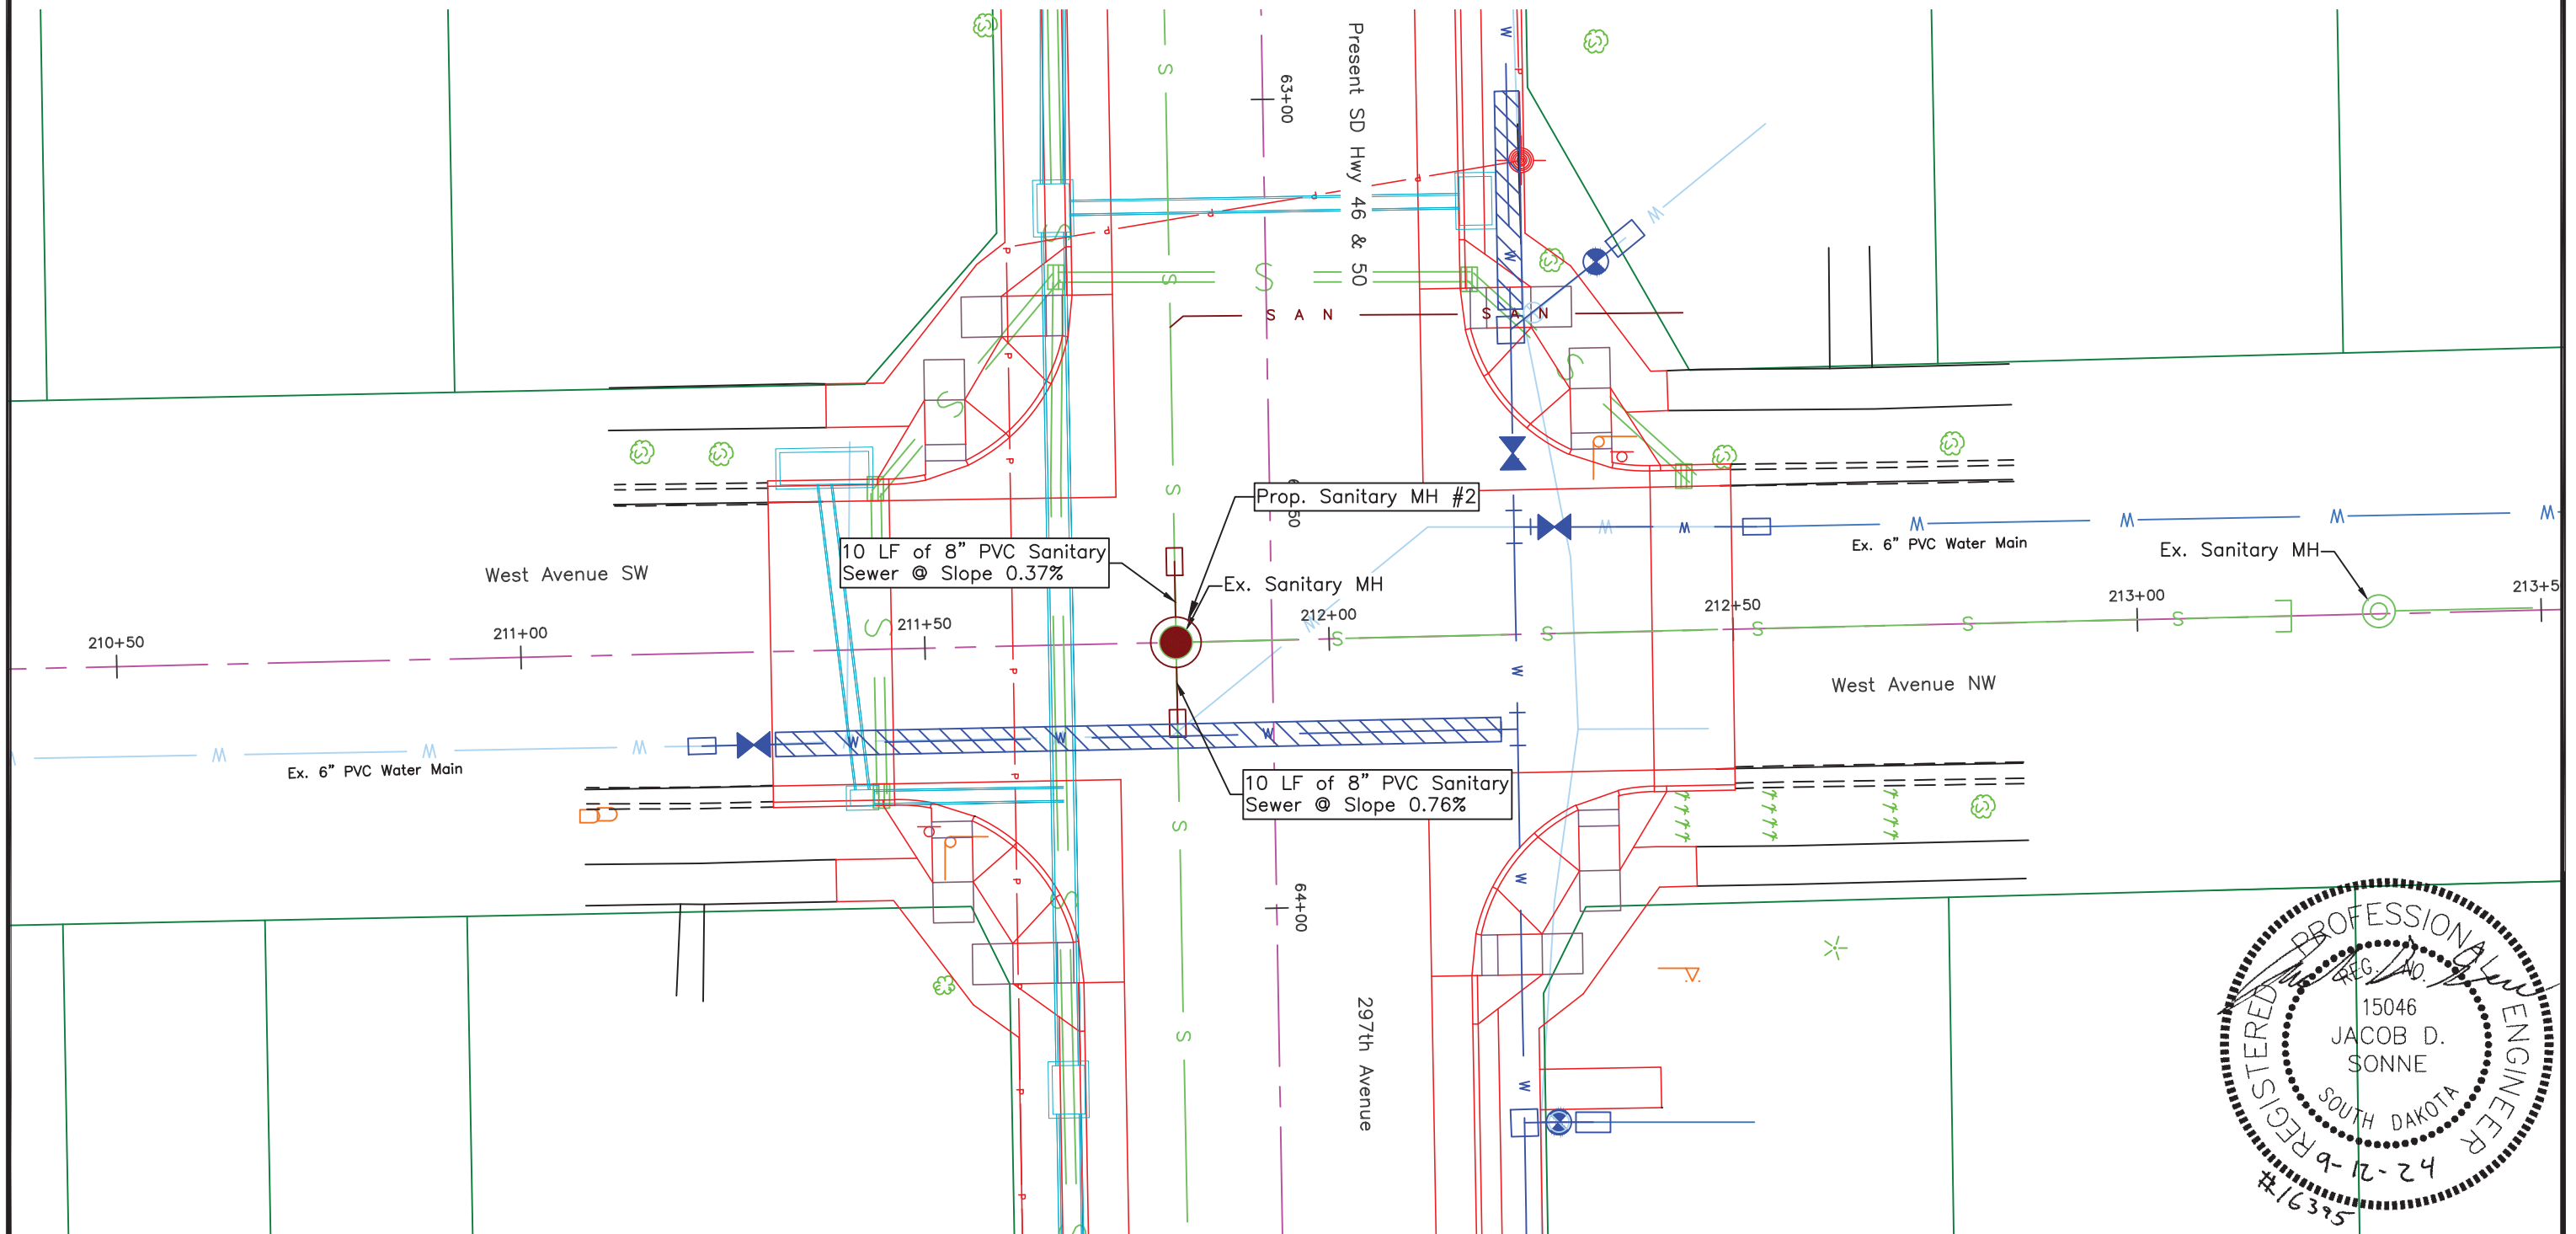 63+00
Present SD Hwy 46 & 50
S
S
S
S
P
P
P
P
P
W
W
W
S A N
S A N
Prop. Sanitary MH #2
10 LF of 8" PVC Sanitary
Sewer @ Slope 0.37%
Ex. Sanitary MH
West Avenue SW
Ex. 6" PVC Water Main
Ex. Sanitary MH
210+50
211+00
211+50
212+00
212+50
213+00
213+5
West Avenue NW
W
W
W
W
W
W
W
S
S
S
S
S
Ex. 6" PVC Water Main
10 LF of 8" PVC Sanitary
Sewer @ Slope 0.76%
64+00
297th Avenue
REGISTERED PROFESSIONAL ENGINEER
REG. NO.
15046
JACOB D.
SONNE
SOUTH DAKOTA
9-12-24
#16395